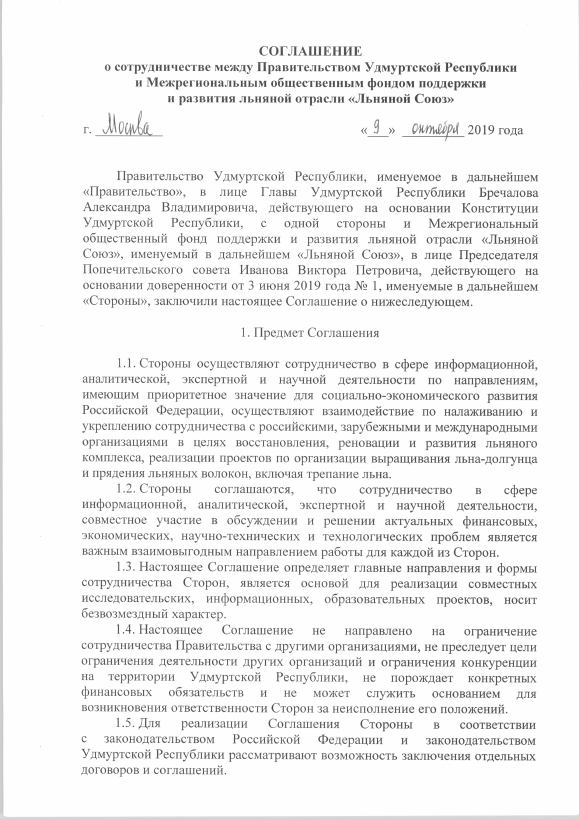 СОГЛАШЕНИЕ
о сотрудничестве между Правительством Удмуртской Республики
и Межрегиональным общественным фондом поддержки
и развития льняной отрасли «Льняной Союз»
г. Москва «9» октября 2019 года
Правительство Удмуртской Республики, именуемое в дальнейшем
«Правительство», в лице Главы Удмуртской Республики Бречалова
Александра Владимировича, действующего на основании Конституции
Удмуртской Республики, с одной стороны и Межрегиональный
общественный фонд поддержки и развития льняной отрасли «Льняной
Союз», именуемый в дальнейшем «Льняной Союз», в лице Председателя
Попечительского совета Иванова Виктора Петровича, действующего на
основании доверенности от 3 июня 2019 года № 1, именуемые в дальнейшем
«Стороны», заключили настоящее Соглашение о нижеследующем.
1. Предмет Соглашения
1.1. Стороны осуществляют сотрудничество в сфере информационной,
аналитической, экспертной и научной деятельности по направлениям,
имеющим приоритетное значение для социально-экономического развития
Российской Федерации, осуществляют взаимодействие по налаживанию и
укреплению сотрудничества с российскими, зарубежными и международными
организациями в целях восстановления, реновации и развития льняного
комплекса, реализации проектов по организации выращивания льна-долгунца
и прядения льняных волокон, включая трепание льна.
1.2. Стороны соглашаются, что сотрудничество в сфере
информационной, аналитической, экспертной и научной деятельности,
совместное участие в обсуждении и решении актуальных финансовых,
экономических, научно-технических и технологических проблем является
важным взаимовыгодным направлением работы для каждой из Сторон.
1.3. Настоящее Соглашение определяет главные направления и формы
сотрудничества Сторон, является основой для реализации совместных
исследовательских, информационных, образовательных проектов, носит
безвозмездный характер.
1.4. Настоящее Соглашение не направлено на ограничение
сотрудничества Правительства с другими организациями, не преследует цели
ограничения деятельности других организаций и ограничения конкуренции
на территории Удмуртской Республики, не порождает конкретных
финансовых обязательств и не может служить основанием для
возникновения ответственности Сторон за неисполнение его положений.
1.5. Для реализации Соглашения Стороны в соответствии
с законодательством Российской Федерации и законодательством
Удмуртской Республики рассматривают возможность заключения отдельных
договоров и соглашений.